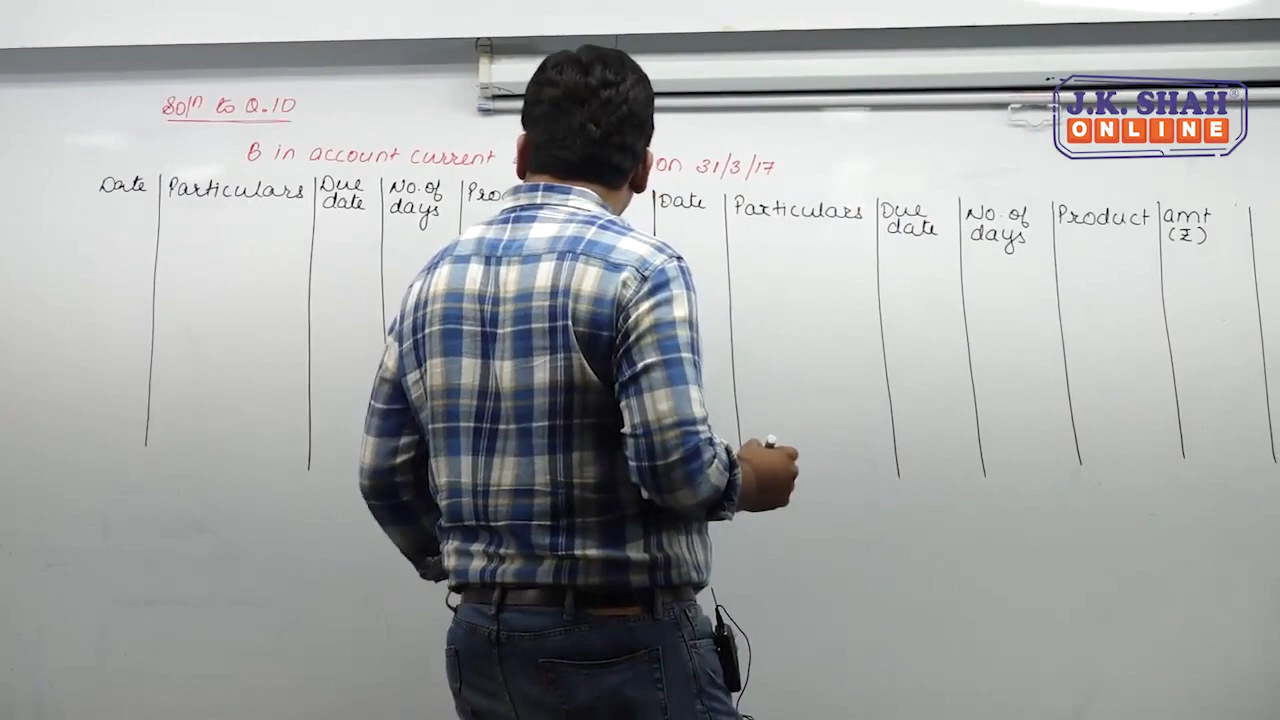 Sol^n to Q.10
B in account current on 31/3/17
Date Particulars Due date No. of days Date Particulars Due date No. of days Product amt (₹)
J.K. SHAH®
ONLINE